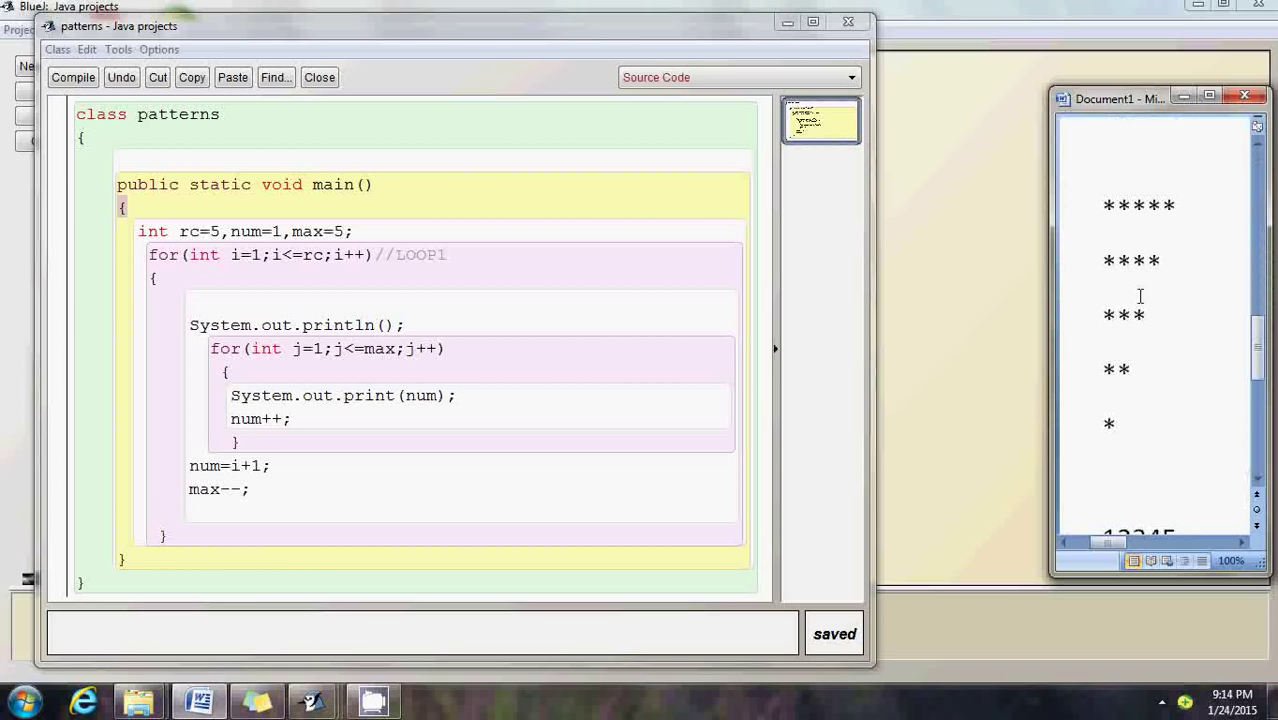 BlueJ: Java projects
patterns - Java projects
Class Edit Tools Options
Compile Undo Cut Copy Paste Find... Close
Source Code
class patterns
{
public static void main()
{
int rc=5,num=1,max=5;
for(int i=1;i<=rc;i++)//LOOP1
{
System.out.println();
for(int j=1;j<=max;j++)
{
System.out.print(num);
num++;
}
num=i+1;
max--;
}
}
}
saved
Document1 - Mi...
*****
****
***
**
*
12345
100%
9:14 PM
1/24/2015